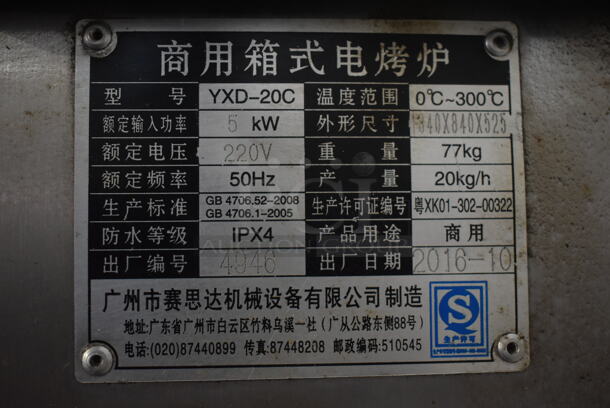 商用箱式电烤炉
型 号 YXD-20C 温度范围 0℃~300℃
额定输入功率 5 kW 外形尺寸 1340X840X525
额定电压 220V 重 量 77kg
额定频率 50Hz 产 量 20kg/h
生产标准 GB 4706.52-2008 GB 4706.1-2005 生产许可证编号 粤XK01-302-00322
防水等级 iPX4 产品用途 商用
出厂编号 4946 出厂日期 2016-10
广州市赛思达机械设备有限公司制造
地址:广东省广州市白云区竹料乌溪一社(广从公路东侧88号)
电话:(020)87440899 传真:87448208 邮政编码:510545
生产许可